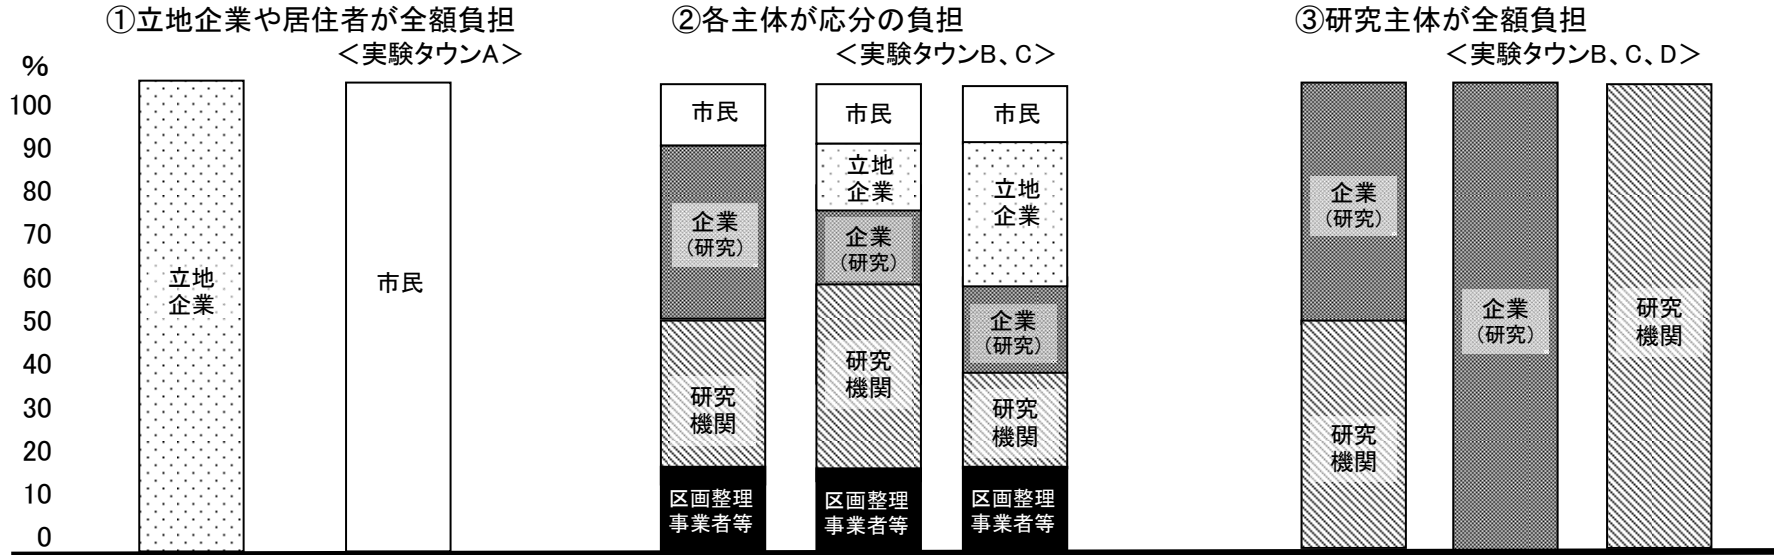 ①立地企業や居住者が全額負担
<実験タウンA>
②各主体が応分の負担
<実験タウンB、C>
③研究主体が全額負担
<実験タウンB、C、D>
%
100
90
80
70
60
50
40
30
20
10
0
立地
企業
市民
市民
企業
(研究)
研究
機関
区画整理
事業者等
市民
立地
企業
企業
(研究)
研究
機関
区画整理
事業者等
市民
立地
企業
企業
(研究)
研究
機関
区画整理
事業者等
企業
(研究)
研究
機関
企業
(研究)
研究
機関